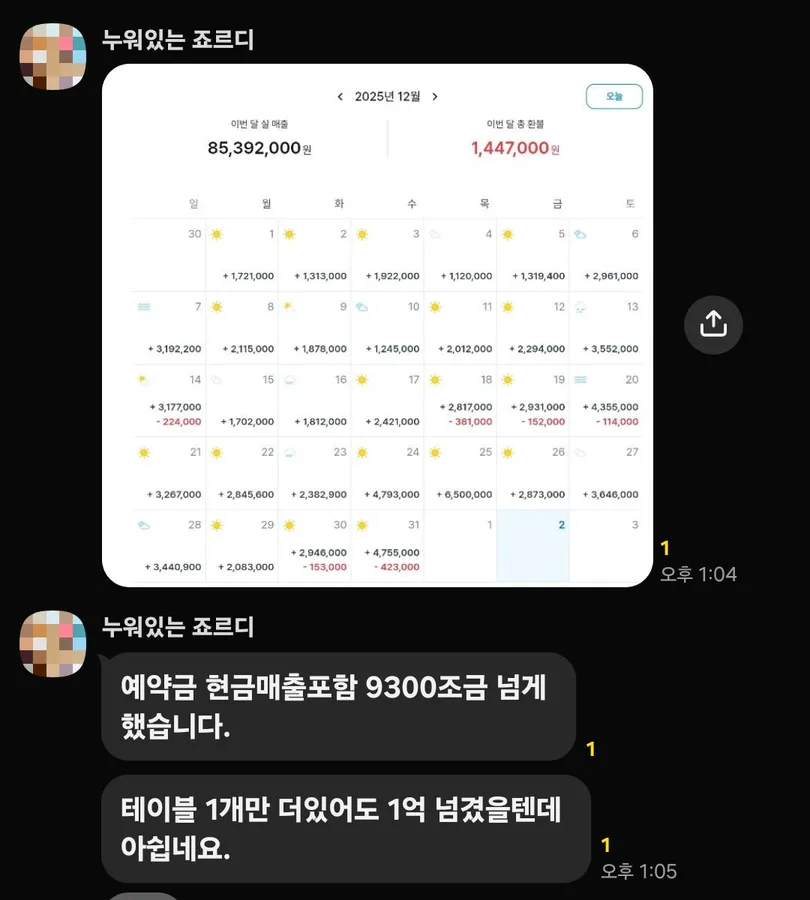 누워있는 죠르디
< 2025년 12월 >
오늘
이번 달 실 매출
이번 달 총 환불
85,392,000원
1,447,000원
일 월 화 수 목 금 토
30 1 2 3 4 5 6
+ 1,721,000 + 1,313,000 + 1,922,000 + 1,120,000 + 1,319,400 + 2,961,000
7 8 9 10 11 12 13
+ 3,192,200 + 2,115,000 + 1,878,000 + 1,245,000 + 2,012,000 + 2,294,000 + 3,552,000
14 15 16 17 18 19 20
+ 3,177,000 + 2,817,000 + 2,931,000 + 4,355,000
- 224,000 + 1,702,000 + 1,812,000 + 2,421,000 - 381,000 - 152,000 - 114,000
21 22 23 24 25 26 27
+ 3,267,000 + 2,845,600 + 2,382,900 + 4,793,000 + 6,500,000 + 2,873,000 + 3,646,000
28 29 30 31 1 2 3
+ 2,946,000 + 4,755,000
+ 3,440,900 + 2,083,000 - 153,000 - 423,000
1
오후 1:04
누워있는 죠르디
예약금 현금매출포함 9300조금 넘게
했습니다.
1
테이블 1개만 더있어도 1억 넘겼을텐데
아쉽네요.
1
오후 1:05